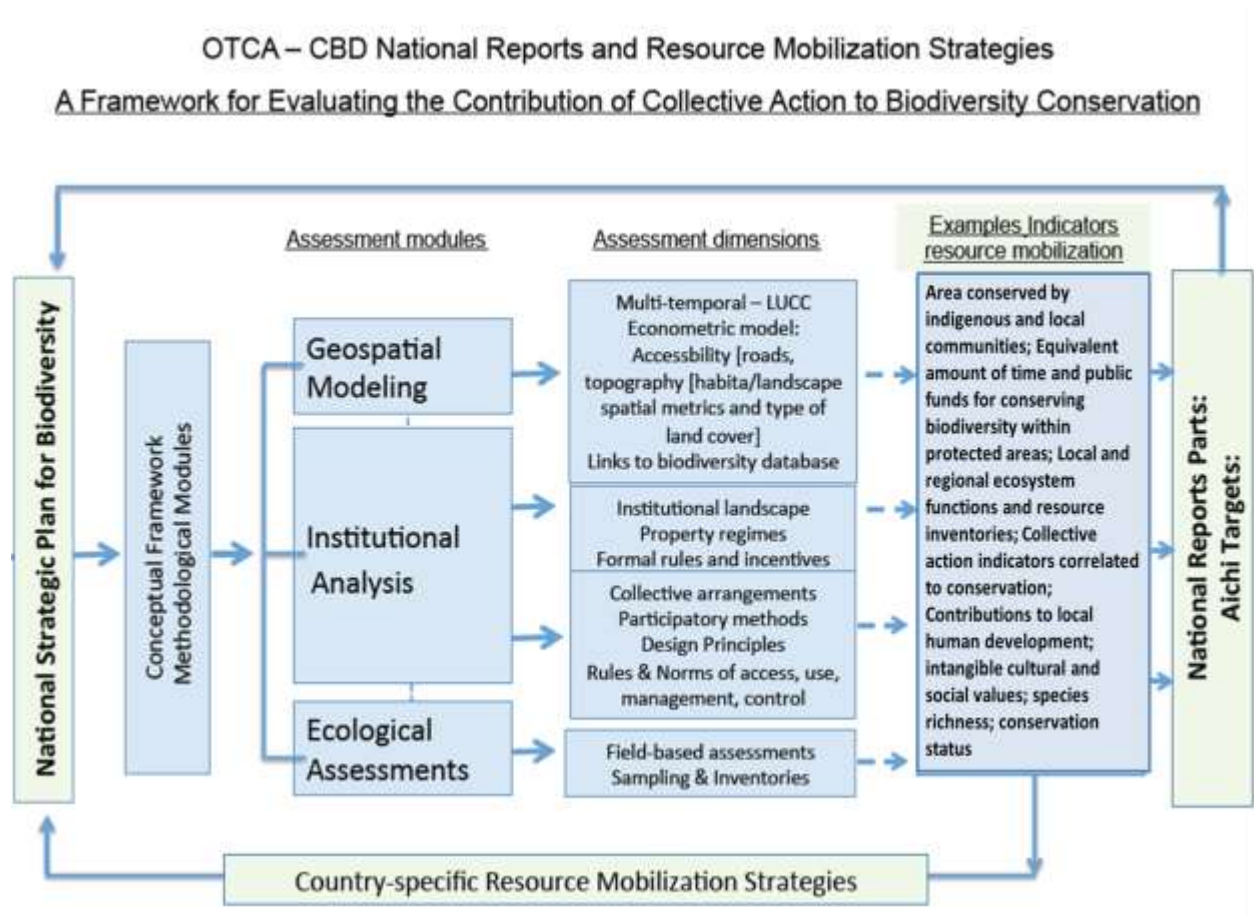 OTCA – CBD National Reports and Resource Mobilization Strategies
A Framework for Evaluating the Contribution of Collective Action to Biodiversity Conservation
Assessment modules
Assessment dimensions
Examples Indicators
resource mobilization
National Strategic Plan for Biodiversity
Conceptual Framework
Methodological Modules
Geospatial
Modeling
Institutional
Analysis
Ecological
Assessments
Multi-temporal – LUCC
Econometric model:
Accessbility [roads,
topography [habita/landscape
spatial metrics and type of
land cover]
Links to biodiversity database
Institutional landscape
Property regimes
Formal rules and incentives
Collective arrangements
Participatory methods
Design Principles
Rules & Norms of access, use,
management, control
Field-based assessments
Sampling & Inventories
Area conserved by
indigenous and local
communities; Equivalent
amount of time and public
funds for conserving
biodiversity within
protected areas; Local and
regional ecosystem
functions and resource
inventories; Collective
action indicators correlated
to conservation;
Contributions to local
human development;
intangible cultural and
social values; species
richness; conservation
status
National Reports Parts:
Aichi Targets:
Country-specific Resource Mobilization Strategies